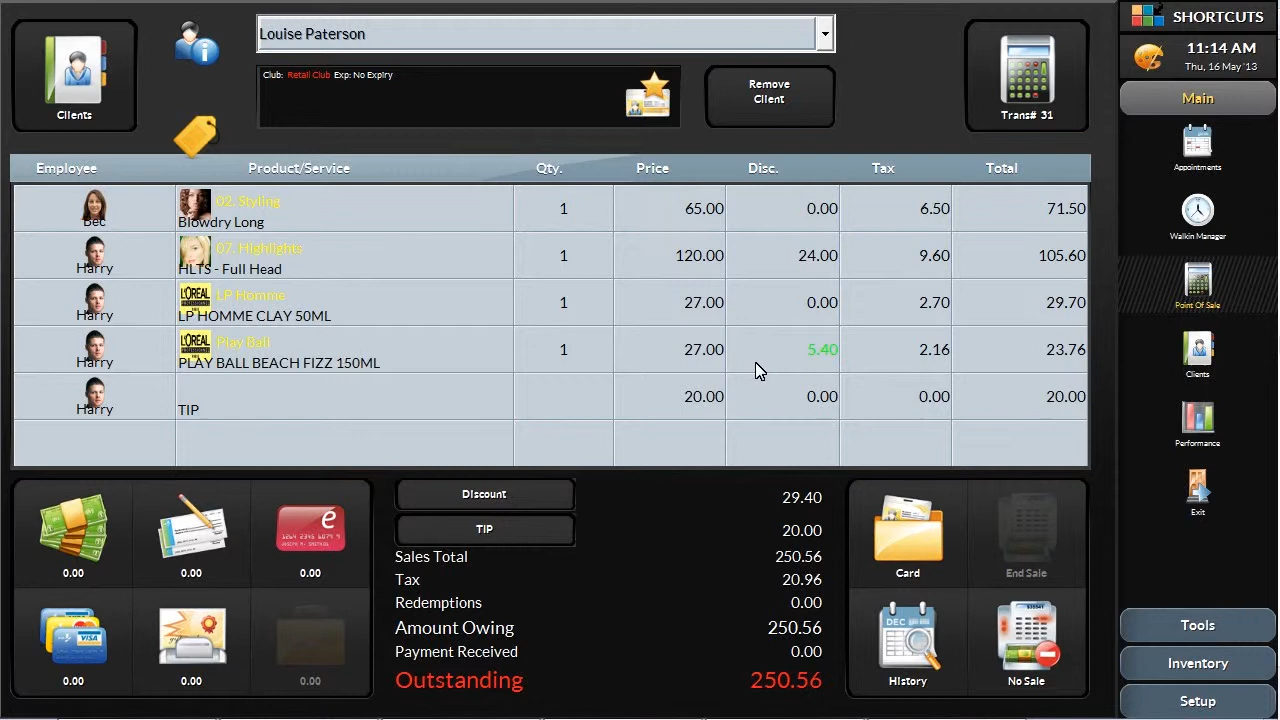 Louise Paterson
SHORTCUTS
11:14 AM
Thu, 16 May '13
Club: Retail Club Exp: No Expiry
Remove
Client
Clients
Trans# 31
Main
Employee Product/Service Qty. Price Disc. Tax Total
Bec 02. Styling
Blowdry Long 1 65.00 0.00 6.50 71.50
Harry 07. Highlights
HLTS - Full Head 1 120.00 24.00 9.60 105.60
Harry L'ORÉAL LP Homme
LP HOMME CLAY 50ML 1 27.00 0.00 2.70 29.70
Harry L'ORÉAL Play Ball
PLAY BALL BEACH FIZZ 150ML 1 27.00 5.40 2.16 23.76
Harry TIP 20.00 0.00 0.00 20.00
Appointments
Walkin Manager
Point Of Sale
Clients
Performance
Exit
0.00 0.00 0.00
VISA
0.00 0.00 0.00
Discount 29.40
TIP 20.00
Sales Total 250.56
Tax 20.96
Redemptions 0.00
Amount Owing 250.56
Payment Received 0.00
Outstanding 250.56
Card
End Sale
DEC
History
No Sale
Tools
Inventory
Setup